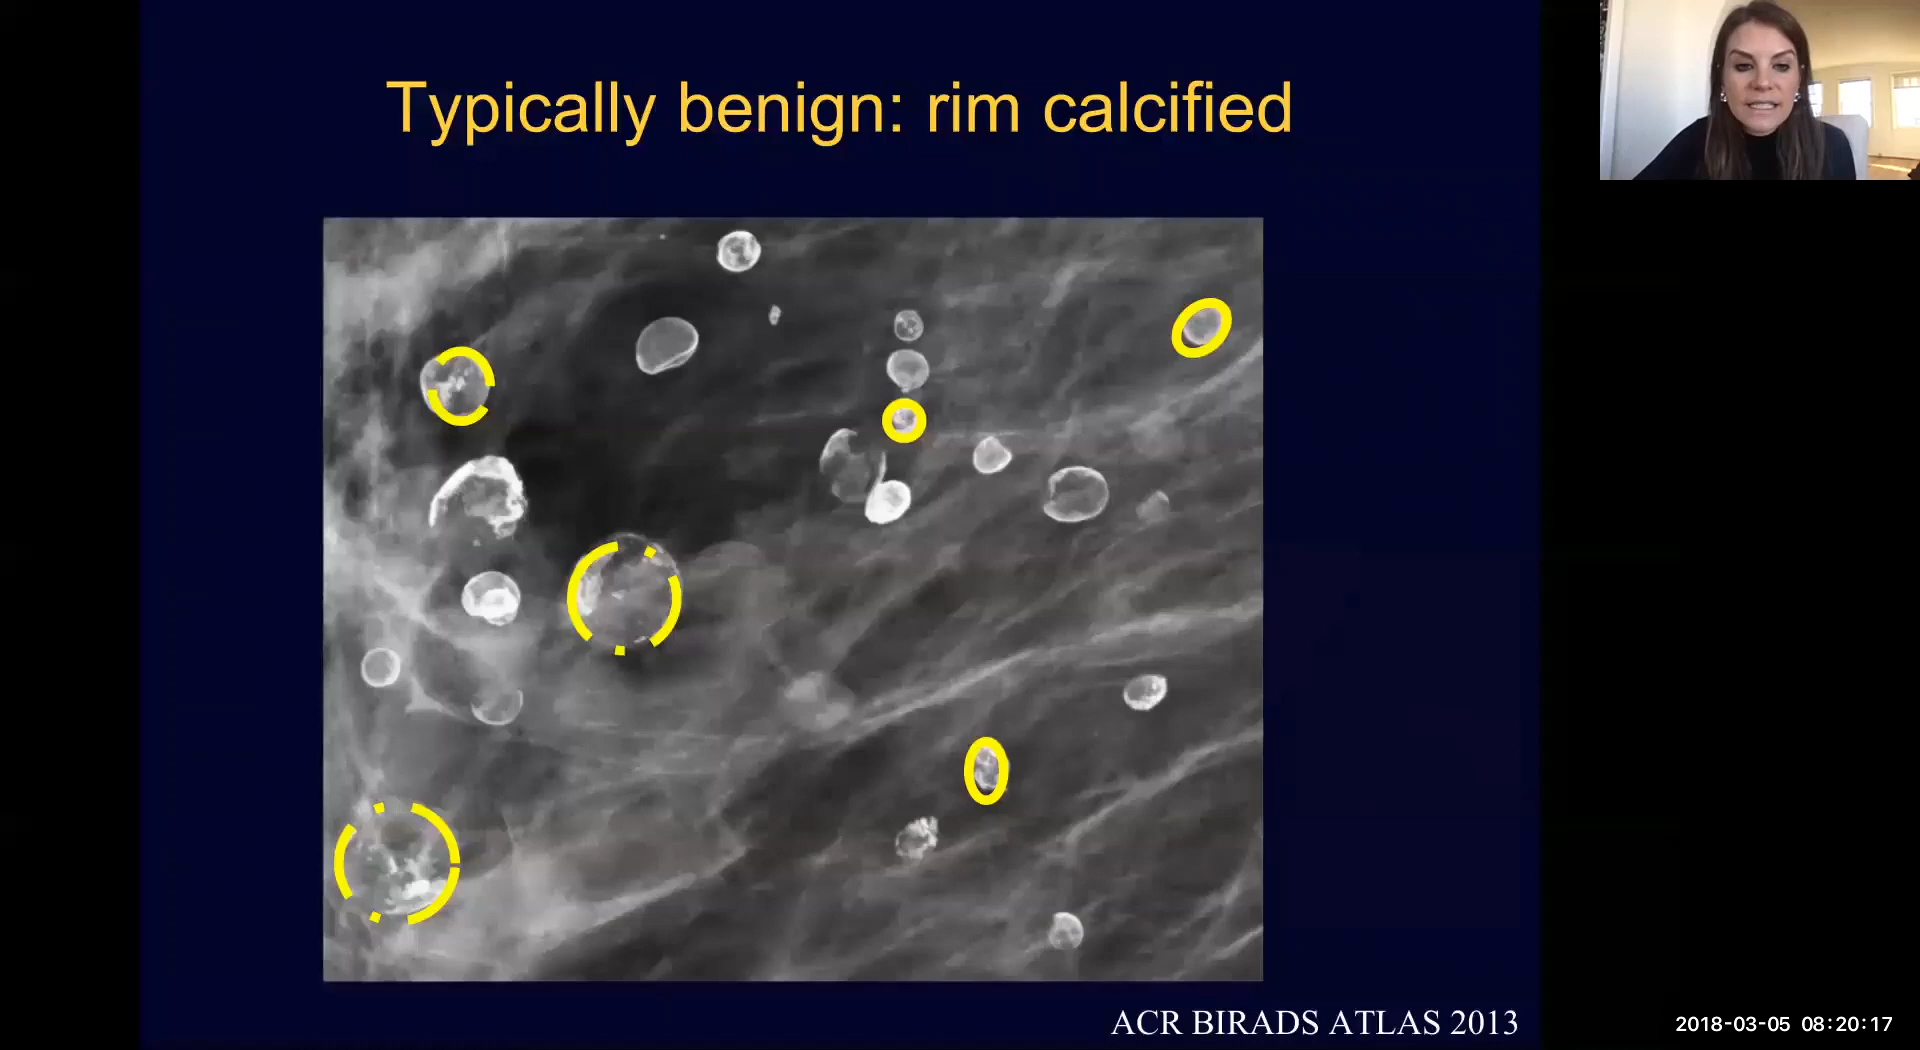 Typically benign: rim calcified
ACR BIRADS ATLAS 2013
2018-03-05 08:20:17